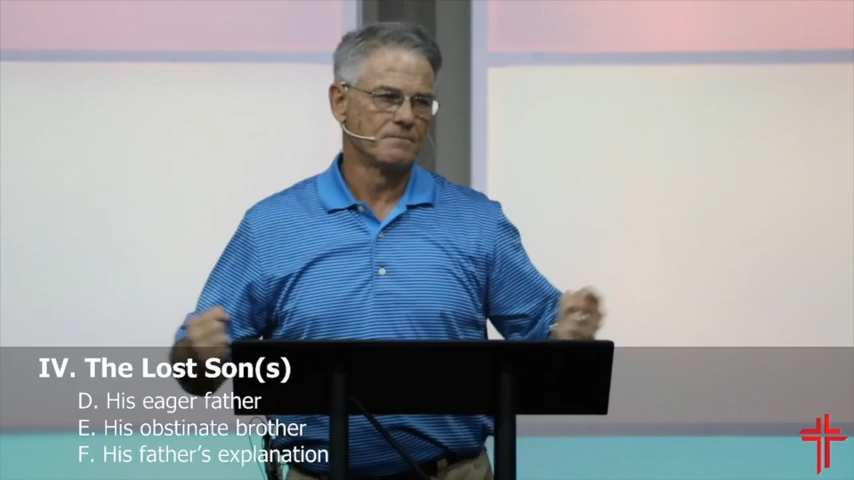 IV. The Lost Son(s)
D. His eager father
E. His obstinate brother
F. His father's explanation